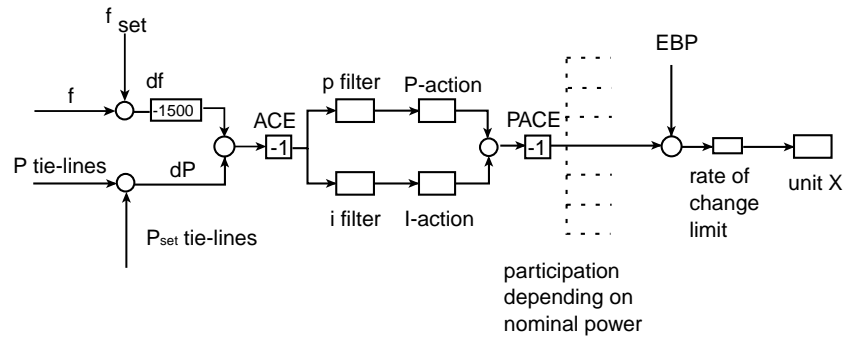 f set
f
df
-1500
P tie-lines
dP
Pset tie-lines
ACE
-1
p filter
P-action
i filter
I-action
PACE
-1
participation
depending on
nominal power
EBP
rate of
change
limit
unit X